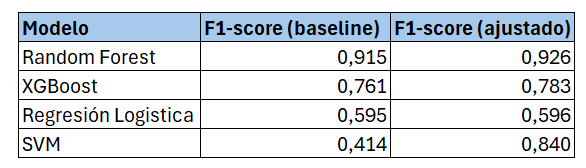 Modelo F1-score (baseline) F1-score (ajustado)
Random Forest 0,915 0,926
XGBoost 0,761 0,783
Regresión Logistica 0,595 0,596
SVM 0,414 0,840